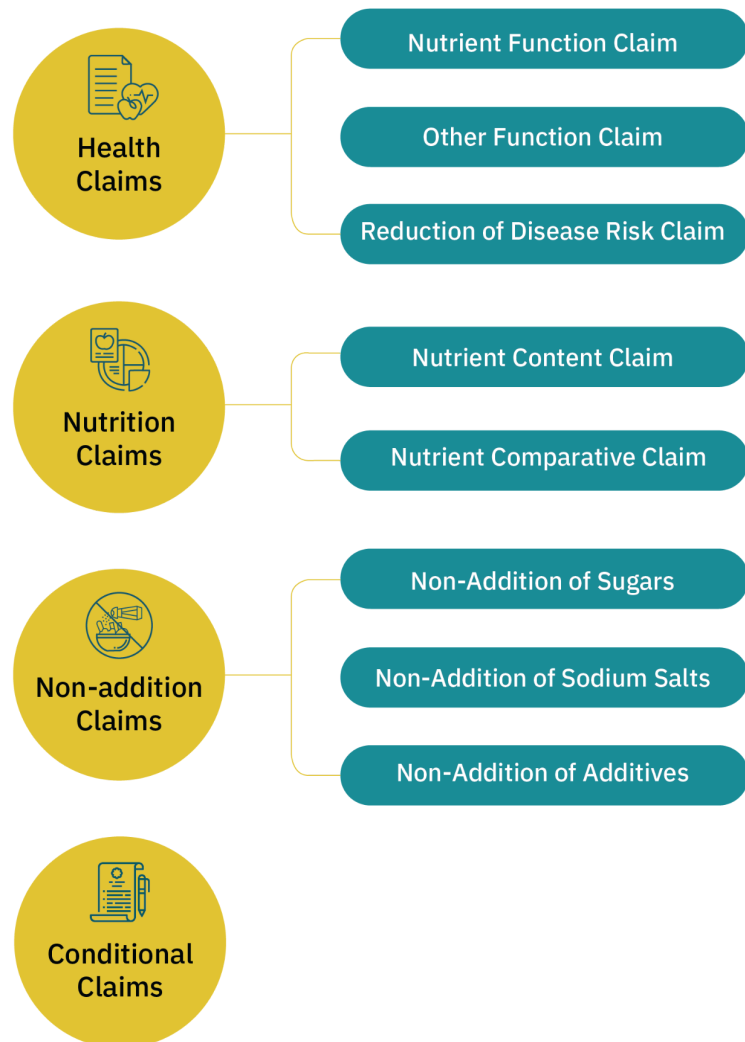 Health
Claims
Nutrient Function Claim
Other Function Claim
Reduction of Disease Risk Claim
Nutrition
Claims
Nutrient Content Claim
Nutrient Comparative Claim
Non-addition
Claims
Non-Addition of Sugars
Non-Addition of Sodium Salts
Non-Addition of Additives
Conditional
Claims